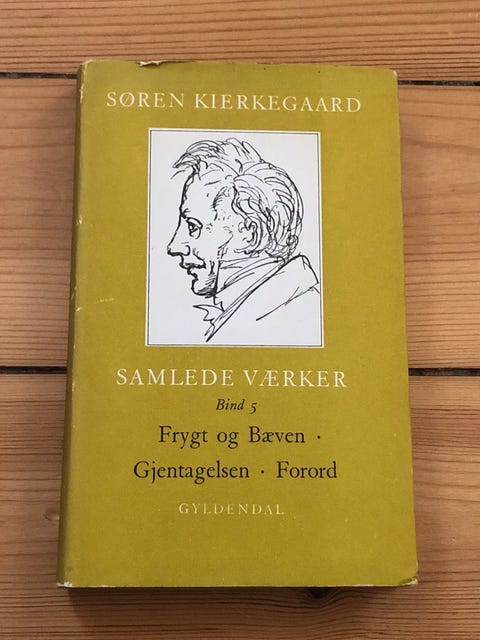 SØREN KIERKEGAARD
SAMLEDE VÆRKER
Bind 5
Frygt og Bæven ·
Gjentagelsen · Forord
GYLDENDAL